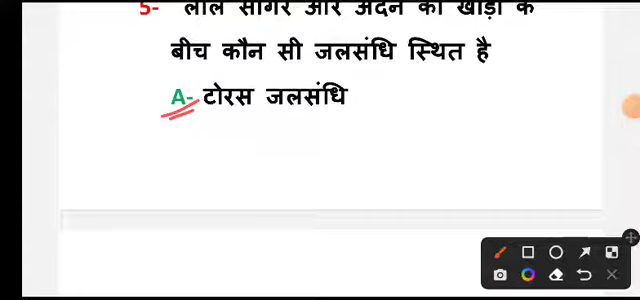 5- लाल सागर और अदन की खाड़ी के
बीच कौन सी जलसंधि स्थित है
A- टोरस जलसंधि